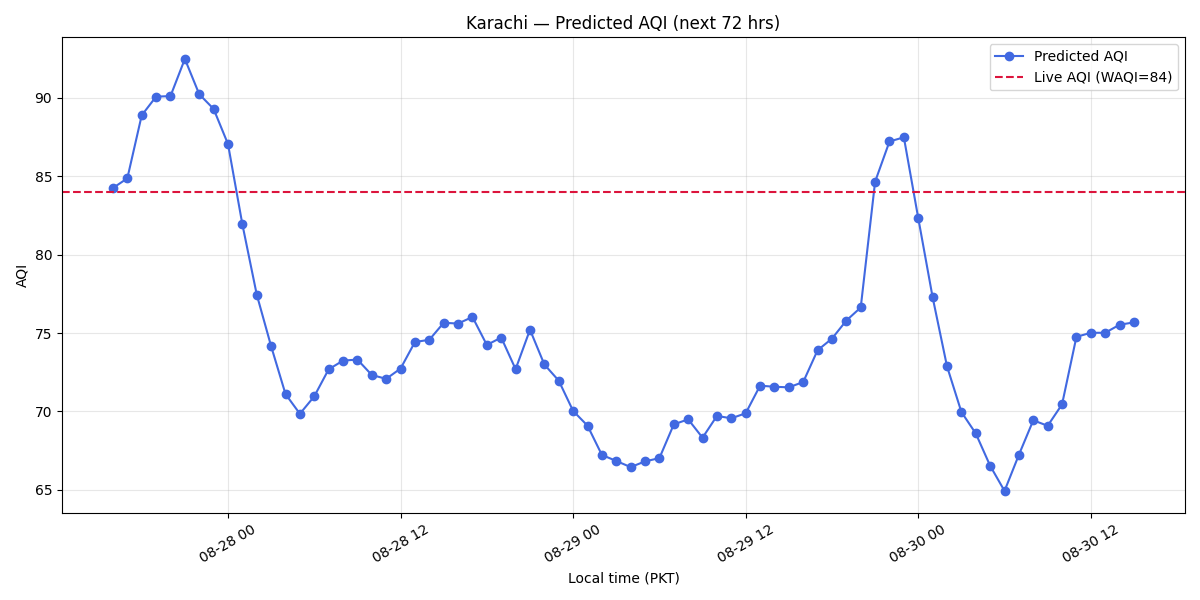 Karachi — Predicted AQI (next 72 hrs)
Predicted AQI
Live AQI (WAQI=84)
AQI
90
85
80
75
70
65
08-28 00
08-28 12
08-29 00
08-29 12
08-30 00
08-30 12
Local time (PKT)